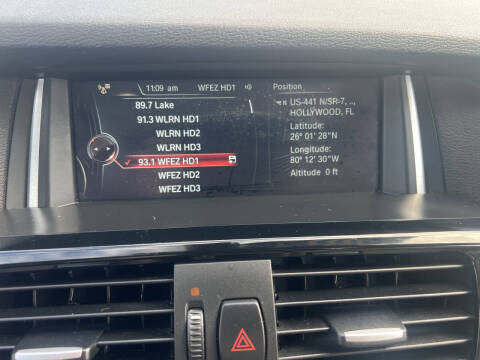 11:09 am WFEZ HD1
Position
89.7 Lake
91.3 WLRN HD1
WLRN HD2
WLRN HD3
93.1 WFEZ HD1
WFEZ HD2
WFEZ HD3
N US-441 N/SR-7, ..,
HOLLYWOOD, FL
Latitude:
26° 01' 28"N
Longitude:
80° 12' 30"W
Altitude 0 ft